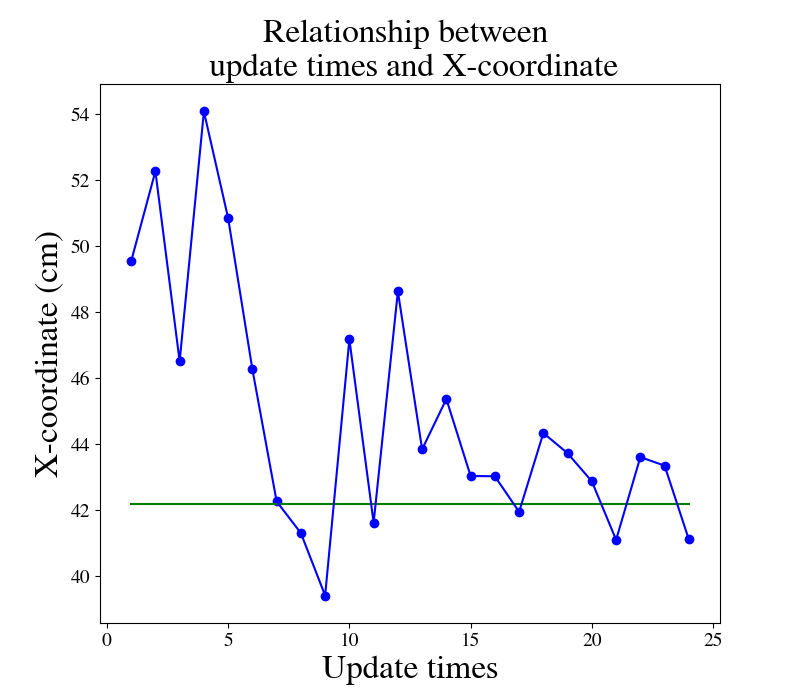 Relationship between
update times and X-coordinate
X-coordinate (cm)
54
52
50
48
46
44
42
40
0 5 10 15 20 25
Update times